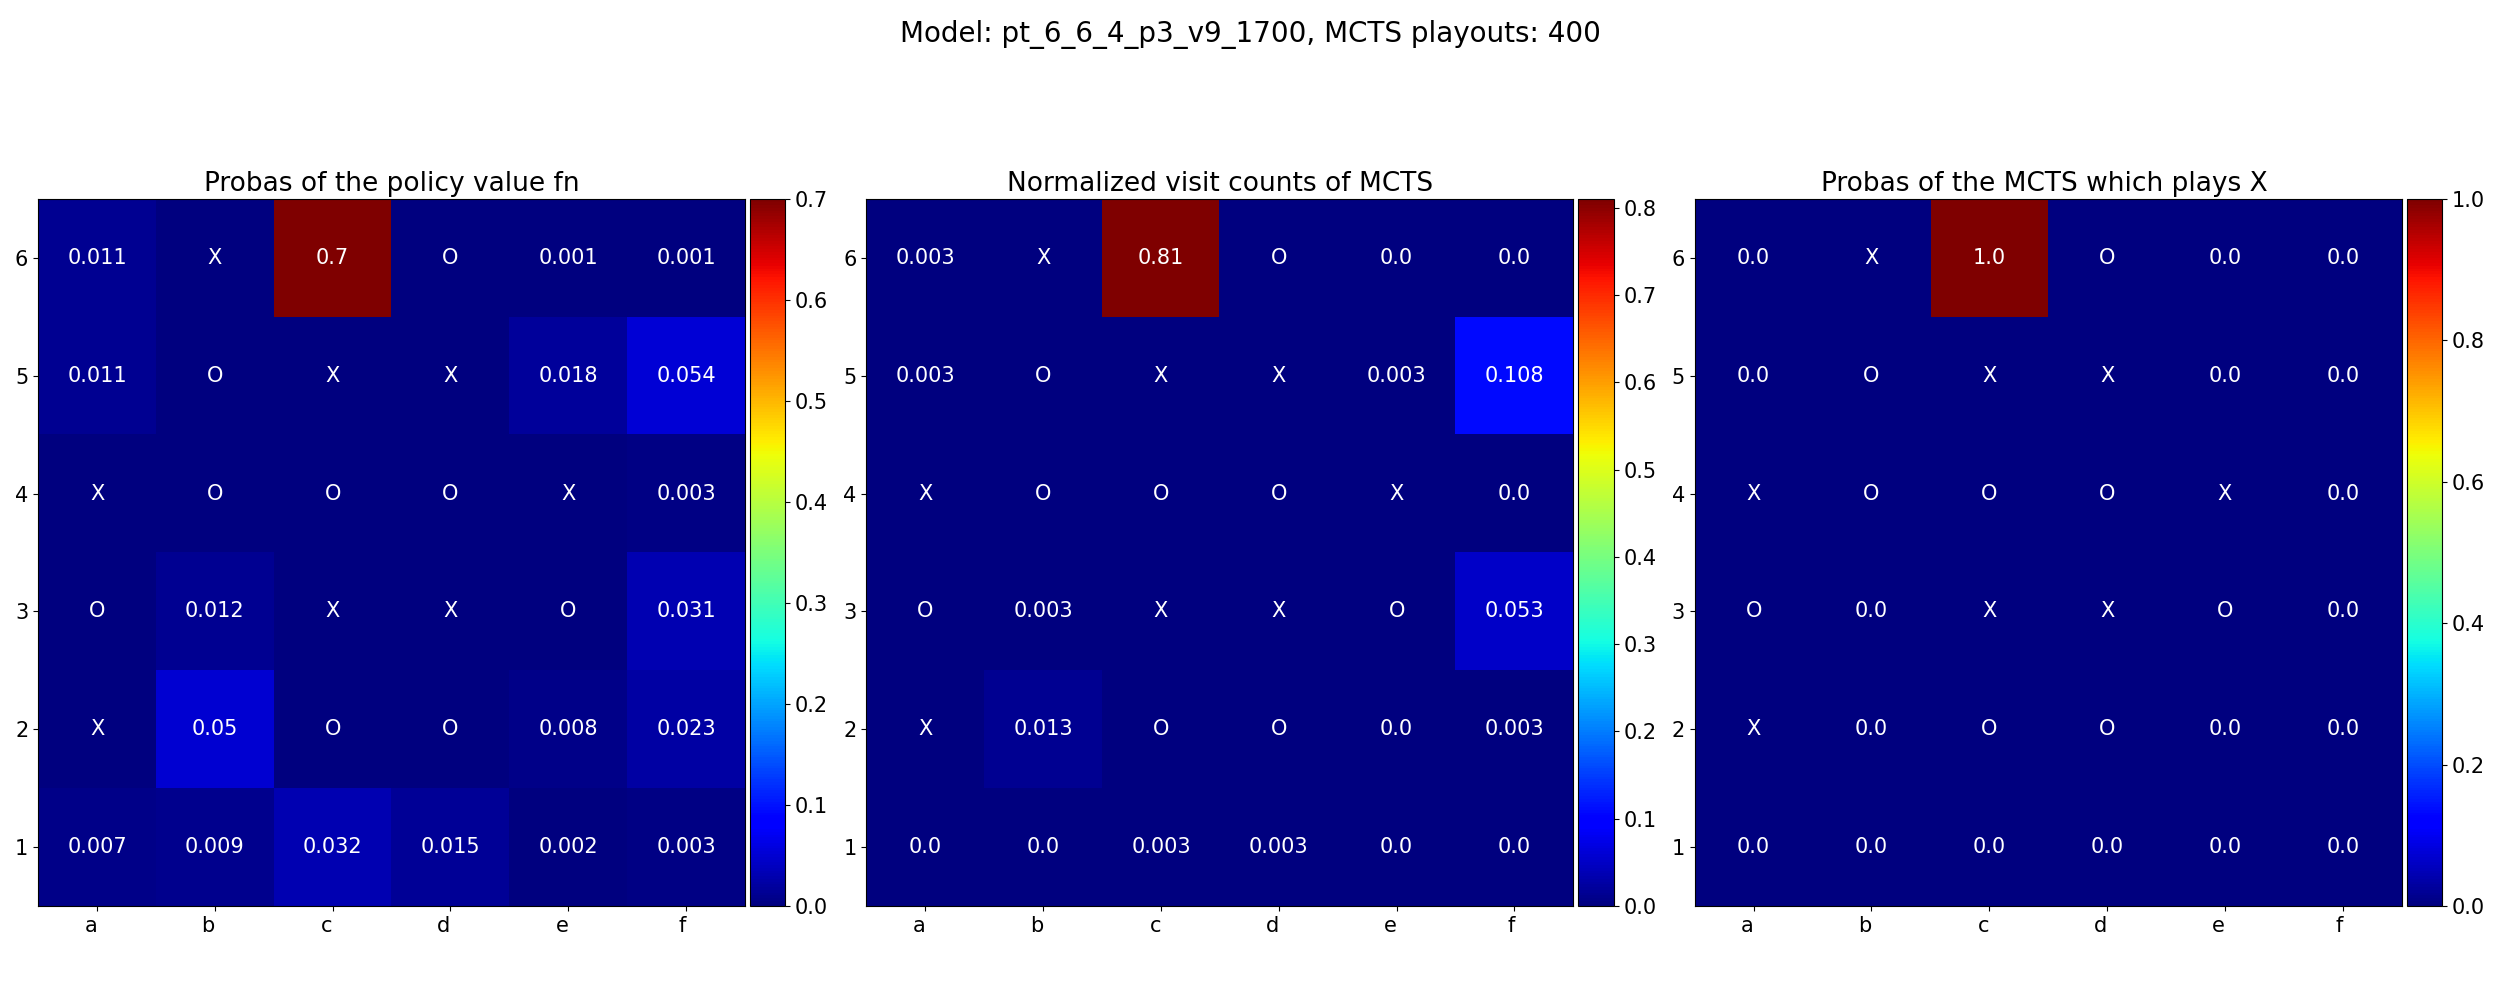 Model: pt_6_6_4_p3_v9_1700, MCTS playouts: 400
Probas of the policy value fn
6 0.011 X 0.7 O 0.001 0.001
5 0.011 O X X 0.018 0.054
4 X O O O X 0.003
3 O 0.012 X X O 0.031
2 X 0.05 O O 0.008 0.023
1 0.007 0.009 0.032 0.015 0.002 0.003
a b c d e f
0.7
0.6
0.5
0.4
0.3
0.2
0.1
0.0
Normalized visit counts of MCTS
6 0.003 X 0.81 O 0.0 0.0
5 0.003 O X X 0.003 0.108
4 X O O O X 0.0
3 O 0.003 X X O 0.053
2 X 0.013 O O 0.0 0.003
1 0.0 0.0 0.003 0.003 0.0 0.0
a b c d e f
0.8
0.7
0.6
0.5
0.4
0.3
0.2
0.1
0.0
Probas of the MCTS which plays X
6 0.0 X 1.0 O 0.0 0.0
5 0.0 O X X 0.0 0.0
4 X O O O X 0.0
3 O 0.0 X X O 0.0
2 X 0.0 O O 0.0 0.0
1 0.0 0.0 0.0 0.0 0.0 0.0
a b c d e f
1.0
0.8
0.6
0.4
0.2
0.0